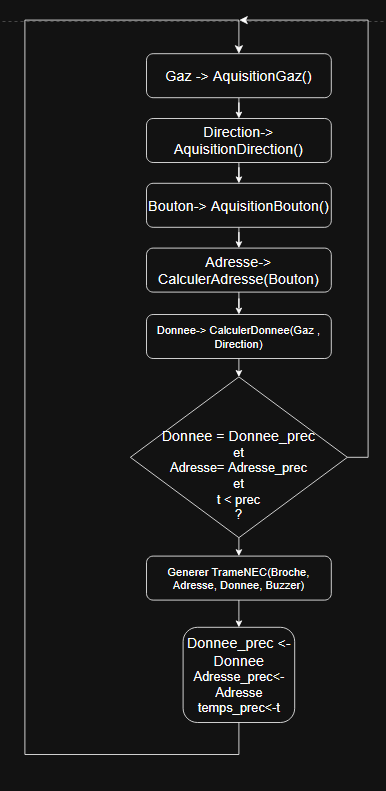 Gaz -> AquisitionGaz()
Direction->
AquisitionDirection()
Bouton-> AquisitionBouton()
Adresse->
CalculerAdresse(Bouton)
Donnee-> CalculerDonnee(Gaz ,
Direction)
Donnee = Donnee_prec
et
Adresse= Adresse_prec
et
t < prec
?
Generer TrameNEC(Broche,
Adresse, Donnee, Buzzer)
Donnee_prec <-
Donnee
Adresse_prec<-
Adresse
temps_prec<-t